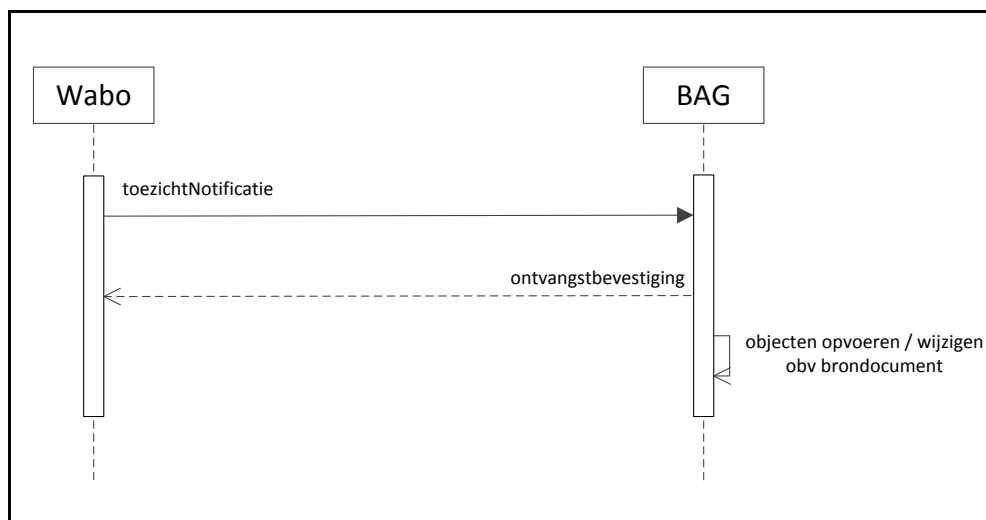 Wabo
BAG
toezichtNotificatie
ontvangstbevestiging
objecten opvoeren / wijzigen
obv brondocument